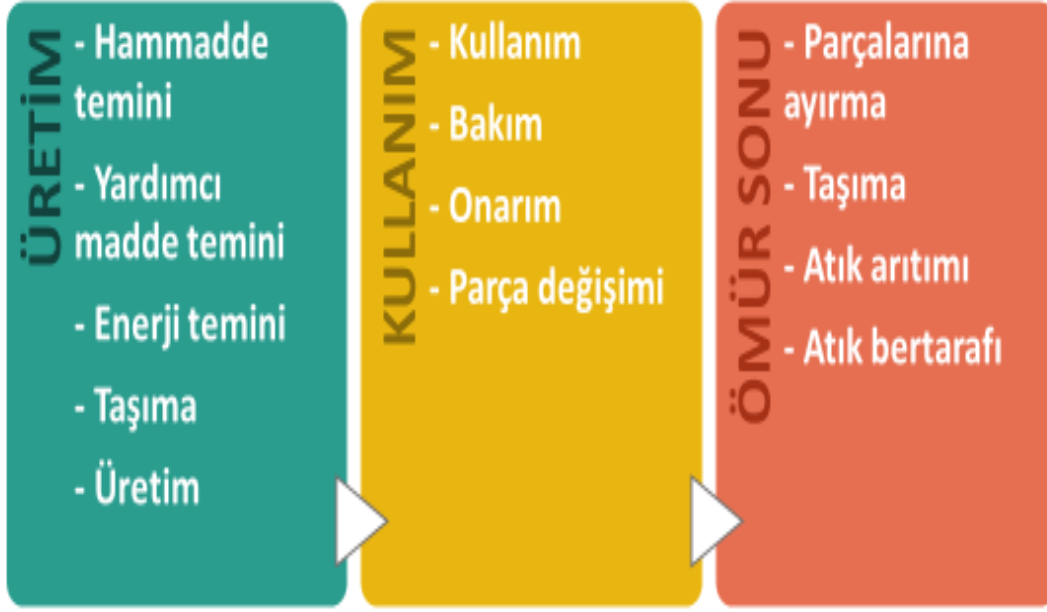 ÜRETİM
- Hammadde
temini
- Yardımcı
madde temini
- Enerji temini
- Taşıma
- Üretim
KULLANIM
- Kullanım
- Bakım
- Onarım
- Parça değişimi
ÖMÜR SONU
- Parçalarına
ayırma
- Taşıma
- Atık arıtımı
- Atık bertarafı